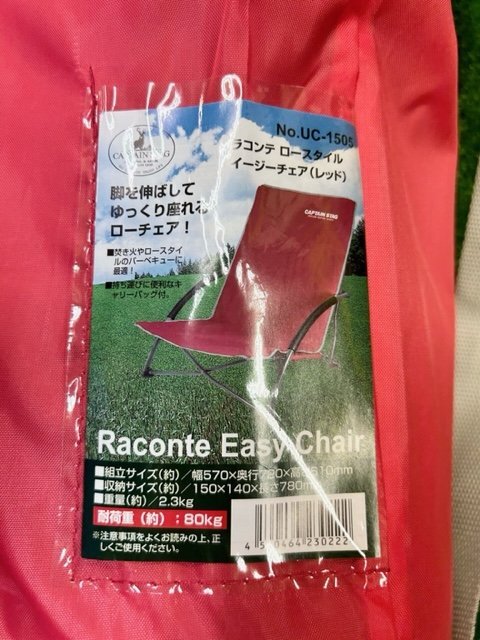 No.UC-1505
ラコンテ ロースタイル
イージーチェア(レッド)
CAPTAIN STAG
脚を伸ばして
ゆっくり座れる
ローチェア!
■焚き火やロースタイ
ルのバーベキューに
最適!
■持ち運びに便利なキ
ャリーバッグ付。
CAPTAIN STAG
Raconte Easy Chair
■組立サイズ(約)/幅570×奥行720×高さ610mm
■収納サイズ(約)/150×140×長さ780mm
■重量(約)/2.3kg
耐荷重(約):80kg
※注意事項をよくお読みの上、正
しくご使用ください。